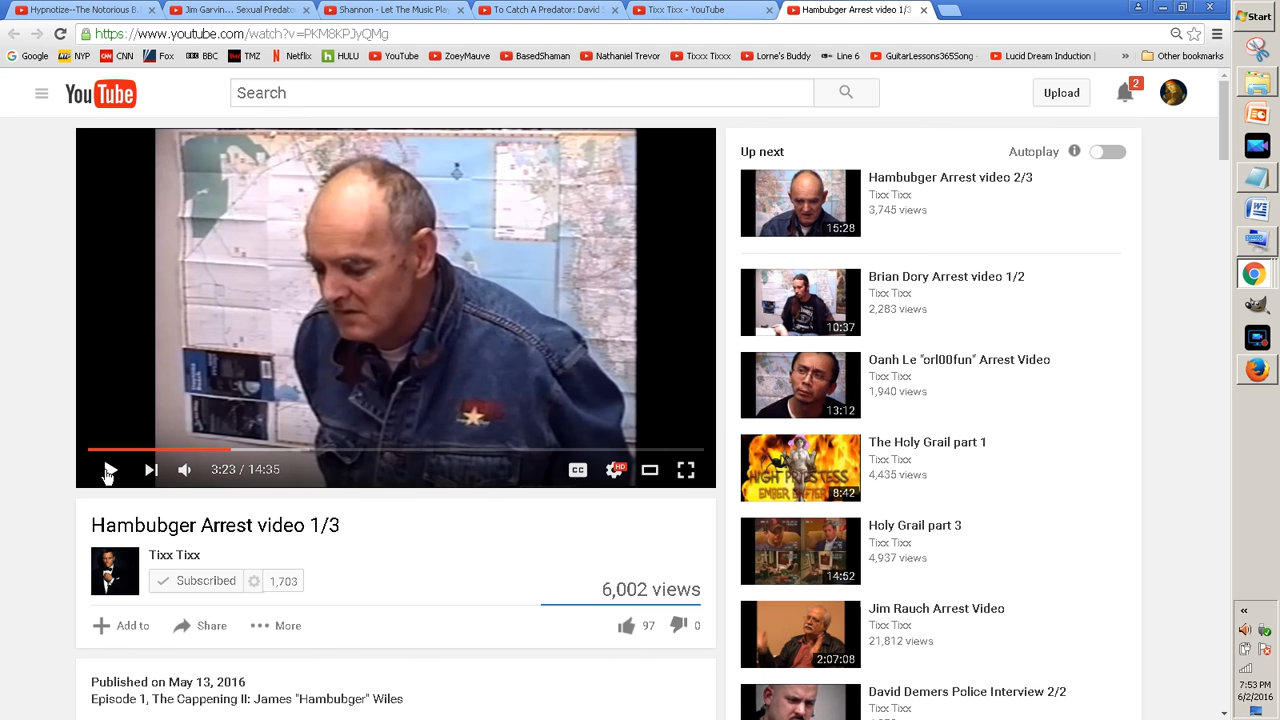 Hypnotize--The Notorious B.
Jim Garvin... Sexual Predato
Shannon - Let The Music Play
To Catch A Predator: David
Tixx Tixx - YouTube
Hambubger Arrest video 1/3
https://www.youtube.com/watch?v=PKM8KPJyQMg
Start
Google
NYP
CNN
Fox
BBC
TMZ
Netflix
HULU
YouTube
ZoeyMauve
BasedShaman
Nathaniel Trevor
Tixxx Tixxx
Lorne's Buddy
Line 6
GuitarLessons365Song
Lucid Dream Induction
Other bookmarks
YouTube
Search
Upload
2
Up next
Autoplay
Hambubger Arrest video 2/3
Tixx Tixx
3,745 views
15:28
Brian Dory Arrest video 1/2
Tixx Tixx
2,283 views
10:37
Oanh Le "orl00fun" Arrest Video
Tixx Tixx
1,940 views
13:12
The Holy Grail part 1
Tixx Tixx
4,435 views
HIGH PRIESTESS
8:42
Holy Grail part 3
Tixx Tixx
4,937 views
14:52
Jim Rauch Arrest Video
Tixx Tixx
21,812 views
2:07:08
David Demers Police Interview 2/2
Tixx Tixx
3:23 / 14:35
CC
HD
Hambubger Arrest video 1/3
Tixx Tixx
Subscribed
1,703
6,002 views
Add to
Share
More
97
0
Published on May 13, 2016
Episode 1, The Cappening II: James "Hambubger" Wiles
7:53 PM
6/2/2016